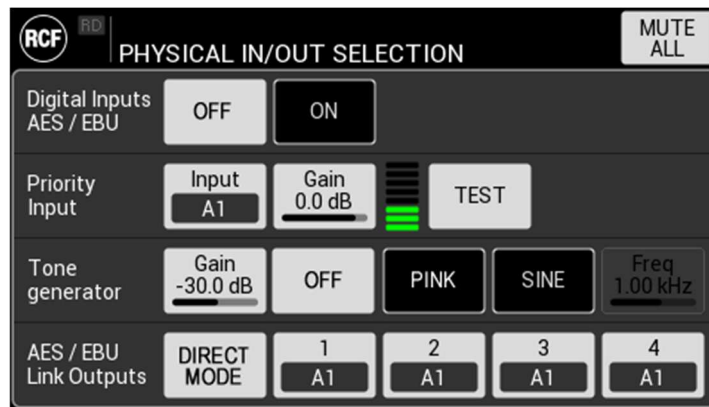 RCF RD
PHYSICAL IN/OUT SELECTION
MUTE
ALL
Digital Inputs
AES / EBU
OFF
ON
Priority
Input
Input
A1
Gain
0.0 dB
TEST
Tone
generator
Gain
-30.0 dB
OFF
PINK
SINE
Freq
1.00 kHz
AES / EBU
Link Outputs
DIRECT
MODE
1
A1
2
A1
3
A1
4
A1